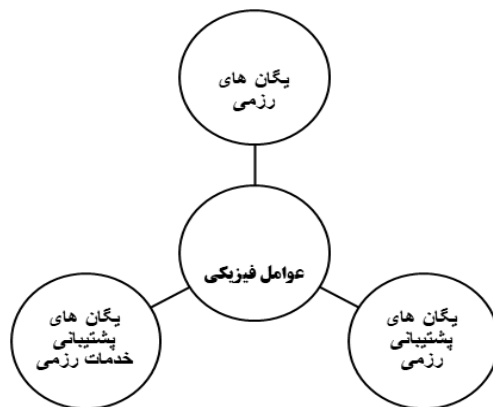 یگان های
رزمی
عوامل فیزیکی
یگان های
پشتیبانی
رزمی
یگان های
پشتیبانی
خدمات رزمی